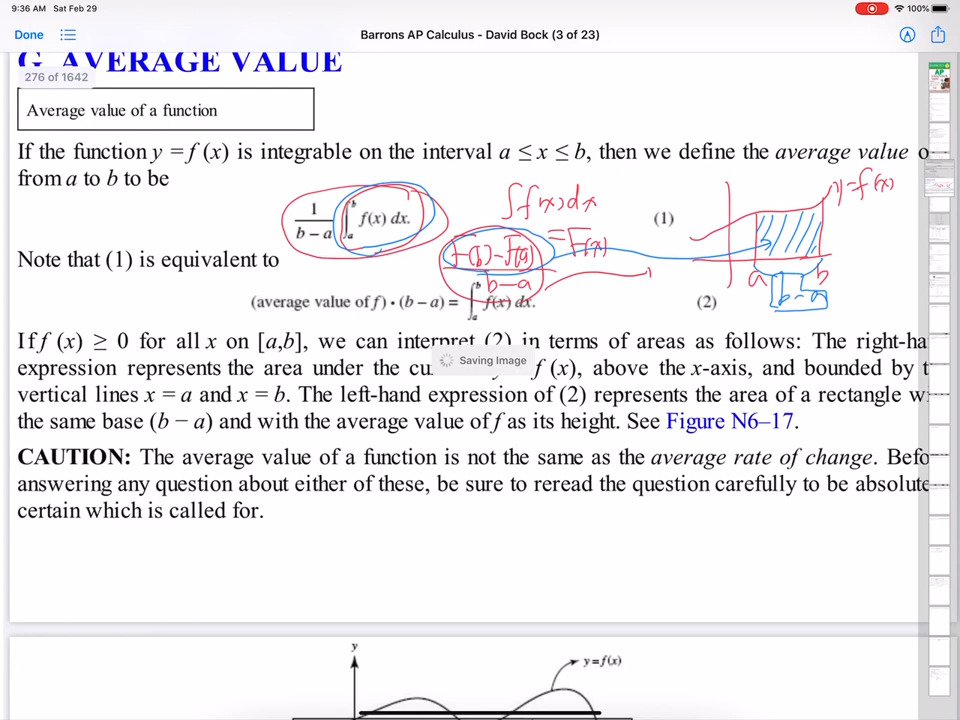 9:36 AM Sat Feb 29
100%
Done
Barrons AP Calculus - David Bock (3 of 23)
G. AVERAGE VALUE
276 of 1642
Average value of a function
If the function y = f (x) is integrable on the interval a ≤ x ≤ b, then we define the average value o
from a to b to be
1/(b – a) ∫ₐᵇ f(x) dx.
(1)
∫f(x)dx
= F(x)
F(b) – F(a)
b – a
y=f(x)
a b
b-a
Note that (1) is equivalent to
(average value of f) • (b – a) = ∫ₐᵇ f(x) dx.
(2)
If f (x) ≥ 0 for all x on [a,b], we can interpret (2) in terms of areas as follows: The right-ha
expression represents the area under the cu f (x), above the x-axis, and bounded by t
Saving Image
vertical lines x = a and x = b. The left-hand expression of (2) represents the area of a rectangle w
the same base (b − a) and with the average value of f as its height. See Figure N6–17.
CAUTION: The average value of a function is not the same as the average rate of change. Befo
answering any question about either of these, be sure to reread the question carefully to be absolute
certain which is called for.
y
y=f(x)